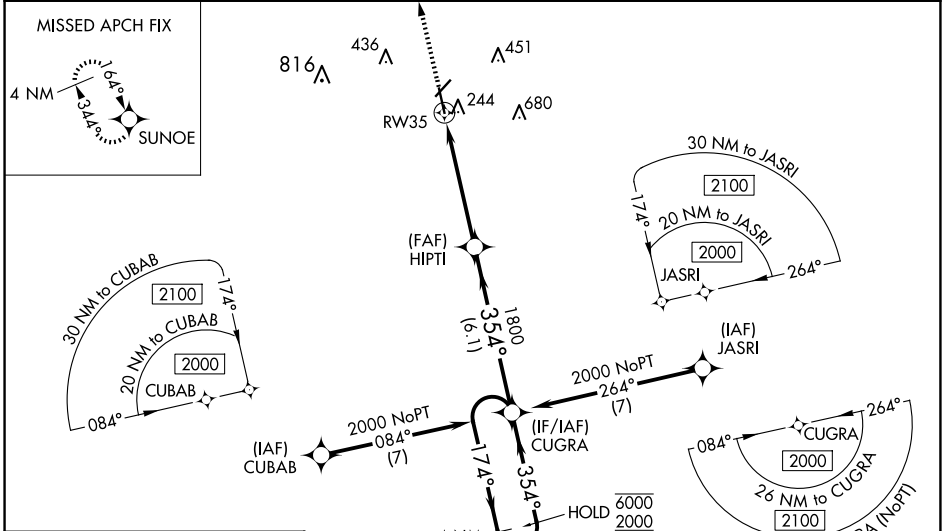 MISSED APCH FIX
4 NM
164°
344°
SUNOE
816
436
451
244
680
RW35
30 NM to JASRI
2100
174°
20 NM to JASRI
2000
JASRI
264°
(FAF)
HIPTI
30 NM to CUBAB
2100
174°
20 NM to CUBAB
2000
CUBAB
084°
1800
354°
(6.1)
(IAF)
JASRI
2000 NoPT
264°
(7)
2000 NoPT
084°
(7)
(IAF)
CUBAB
(IF/IAF)
CUGRA
174°
354°
HOLD
6000
2000
084°
264°
CUGRA
2000
26 NM to CUGRA
2100
(NoPT)